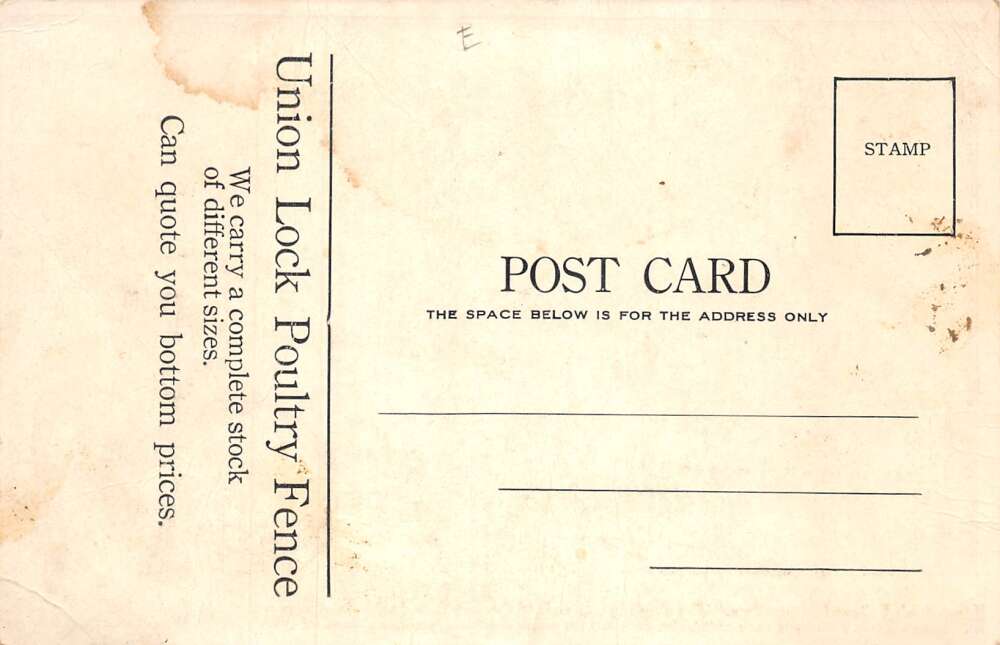 E
Union Lock Poultry Fence
We carry a complete stock
of different sizes.
Can quote you bottom prices.
STAMP
POST CARD
THE SPACE BELOW IS FOR THE ADDRESS ONLY